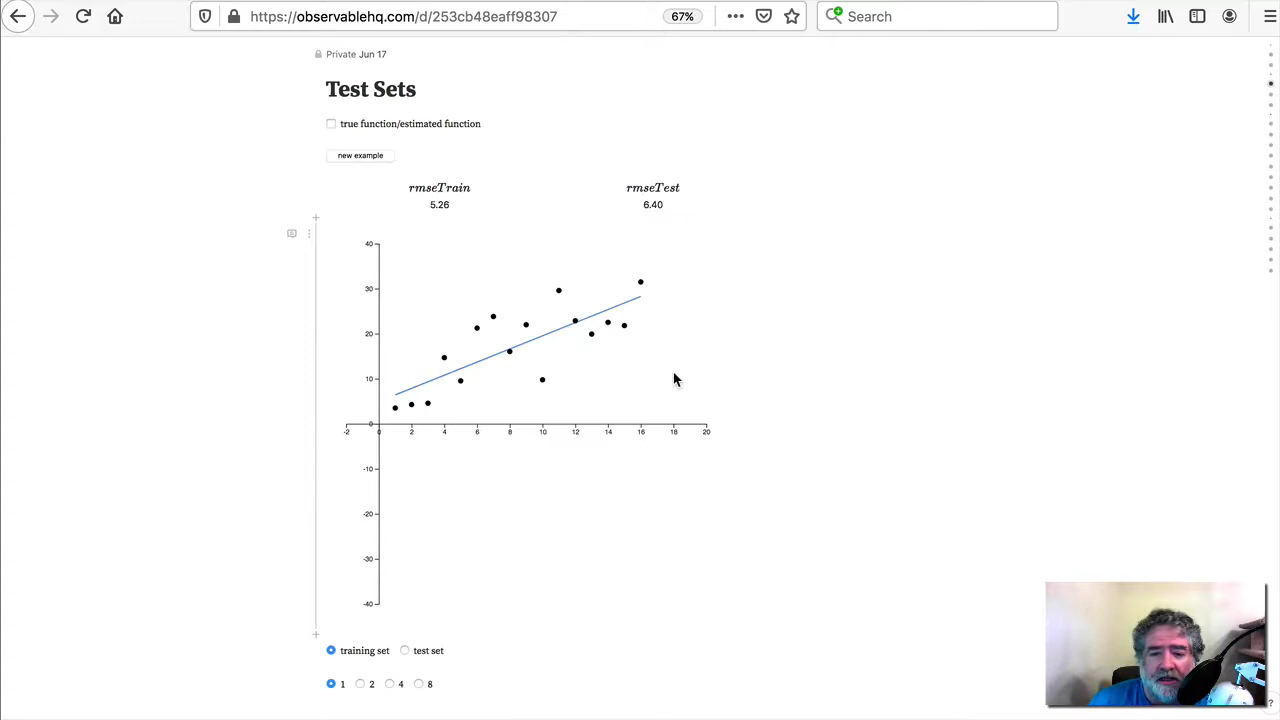 https://observablehq.com/d/253cb48eaff98307
67%
Search
Private Jun 17
Test Sets
true function/estimated function
new example
rmseTrain rmseTest
5.26 6.40
40
30
20
10
0
-2 0 2 4 6 8 10 12 14 16 18 20
-10
-20
-30
-40
training set test set
1 2 4 8
?